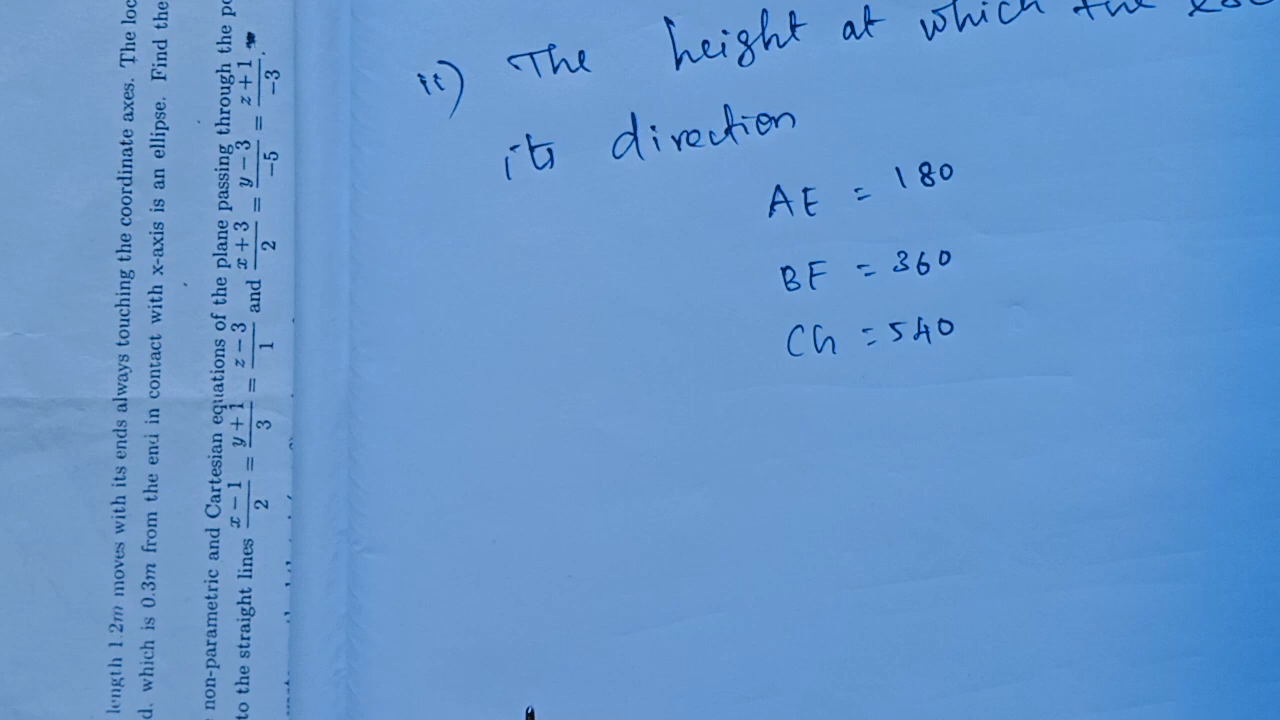 length 1.2m moves with its ends always touching the coordinate axes. The
d. which is 0.3m from the end in contact with x-axis is an ellipse. Find the
non-parametric and Cartesian equations of the plane passing through the
to the straight lines (x − 1)/2 = (y + 1)/3 = (z − 3)/1 and (x + 3)/2 = (y − 3)/−5 = (z + 1)/−3.
ii) The height at which the
its direction
AE = 180
BF = 360
CG = 540